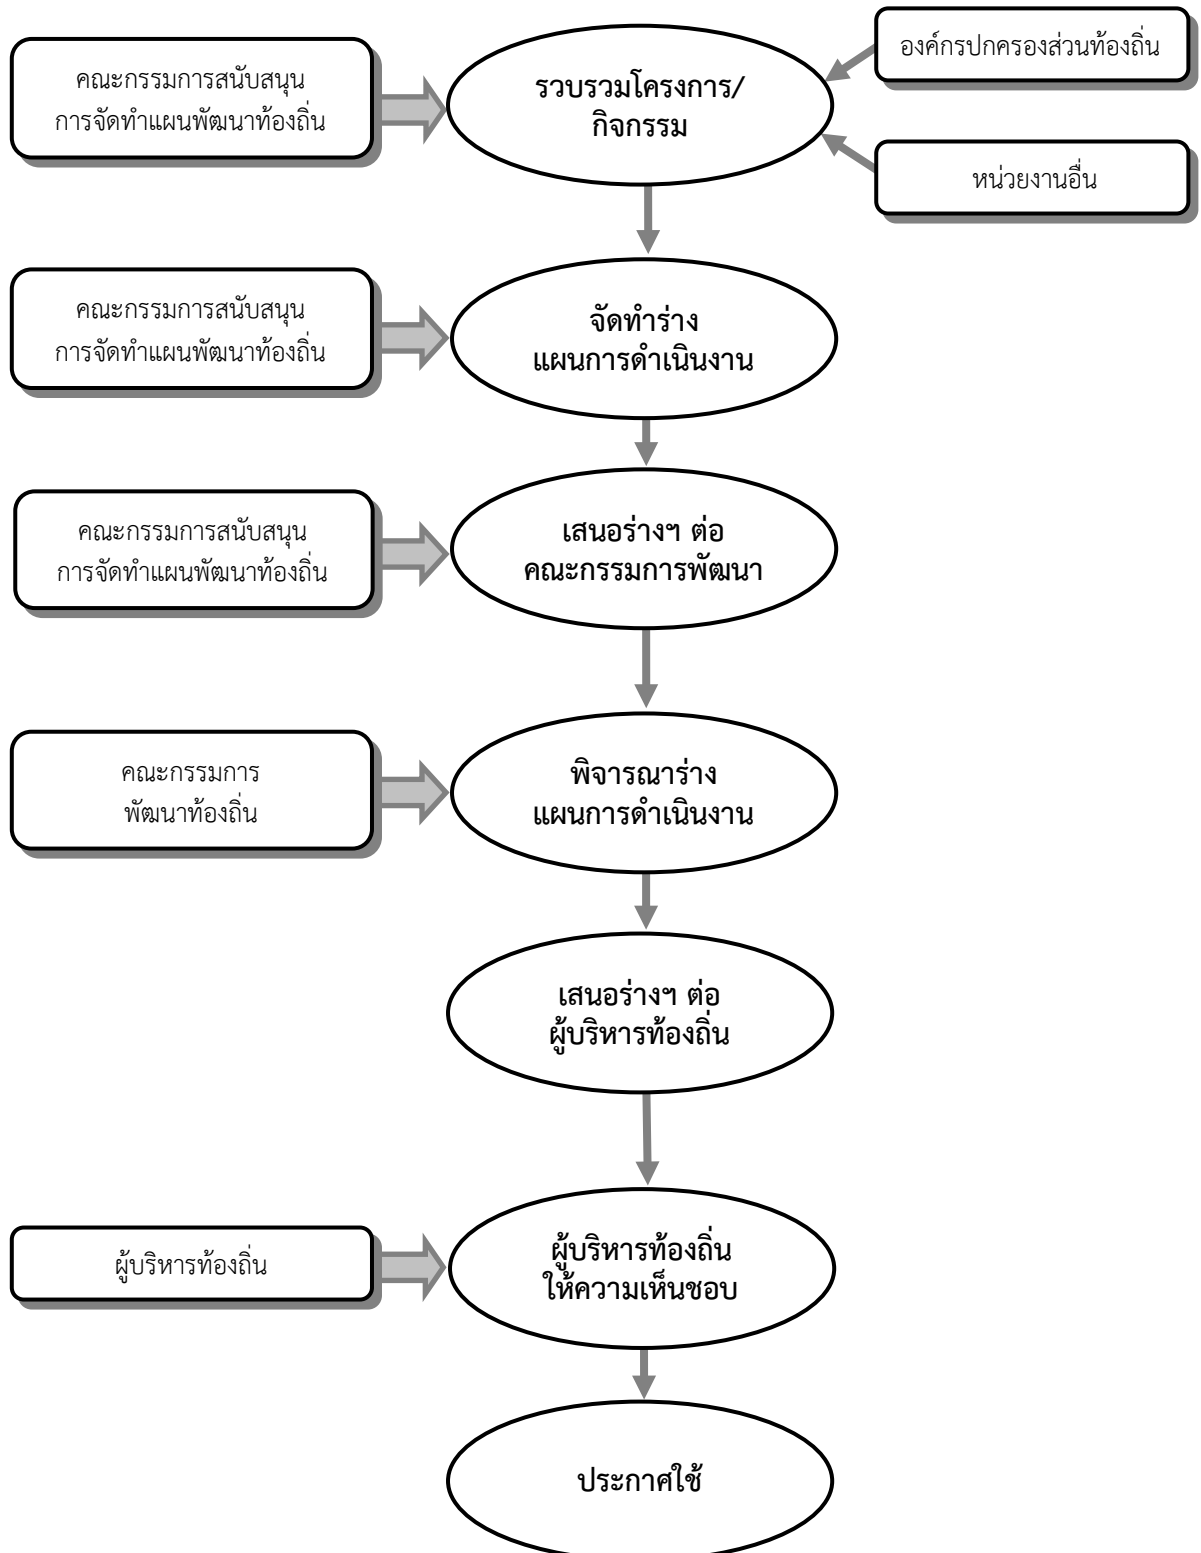 คณะกรรมการสนับสนุน
การจัดทำแผนพัฒนาท้องถิ่น
รวบรวมโครงการ/
กิจกรรม
องค์กรปกครองส่วนท้องถิ่น
หน่วยงานอื่น
คณะกรรมการสนับสนุน
การจัดทำแผนพัฒนาท้องถิ่น
จัดทำร่าง
แผนการดำเนินงาน
คณะกรรมการสนับสนุน
การจัดทำแผนพัฒนาท้องถิ่น
เสนอร่างฯ ต่อ
คณะกรรมการพัฒนา
คณะกรรมการ
พัฒนาท้องถิ่น
พิจารณาร่าง
แผนการดำเนินงาน
เสนอร่างฯ ต่อ
ผู้บริหารท้องถิ่น
ผู้บริหารท้องถิ่น
ผู้บริหารท้องถิ่น
ให้ความเห็นชอบ
ประกาศใช้